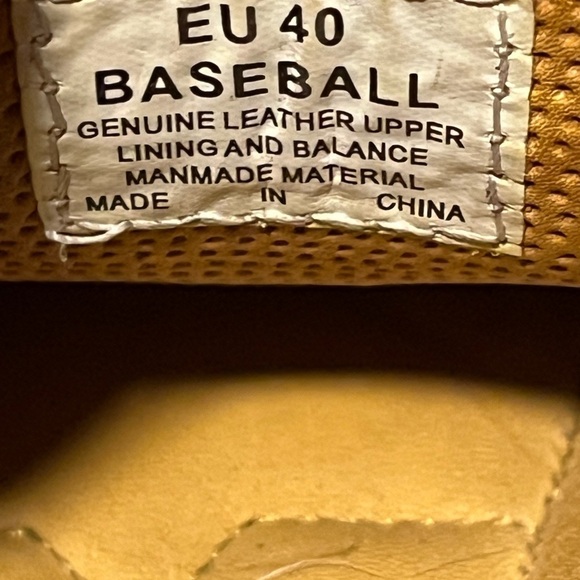 EU 40
BASEBALL
GENUINE LEATHER UPPER
LINING AND BALANCE
MANMADE MATERIAL
MADE IN CHINA